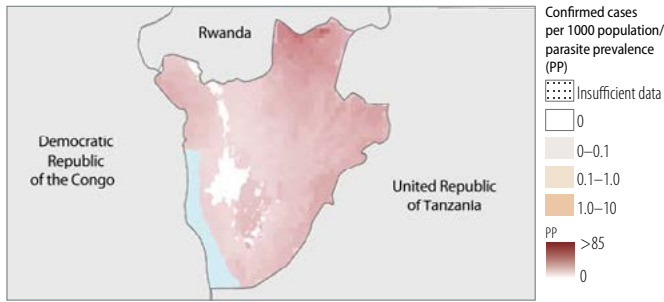 Rwanda
Democratic
Republic
of the Congo
United Republic
of Tanzania
Confirmed cases
per 1000 population/
parasite prevalence
(PP)
Insufficient data
0
0–0.1
0.1–1.0
1.0–10
PP
>85
0